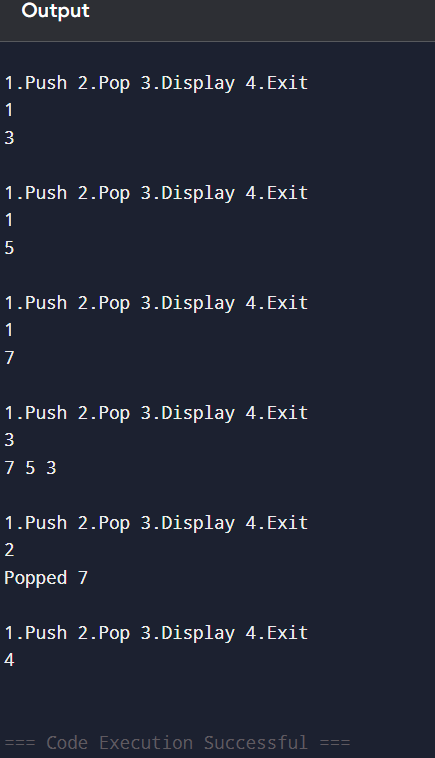 Output
1.Push 2.Pop 3.Display 4.Exit
1
3
1.Push 2.Pop 3.Display 4.Exit
1
5
1.Push 2.Pop 3.Display 4.Exit
1
7
1.Push 2.Pop 3.Display 4.Exit
3
7 5 3
1.Push 2.Pop 3.Display 4.Exit
2
Popped 7
1.Push 2.Pop 3.Display 4.Exit
4
=== Code Execution Successful ===